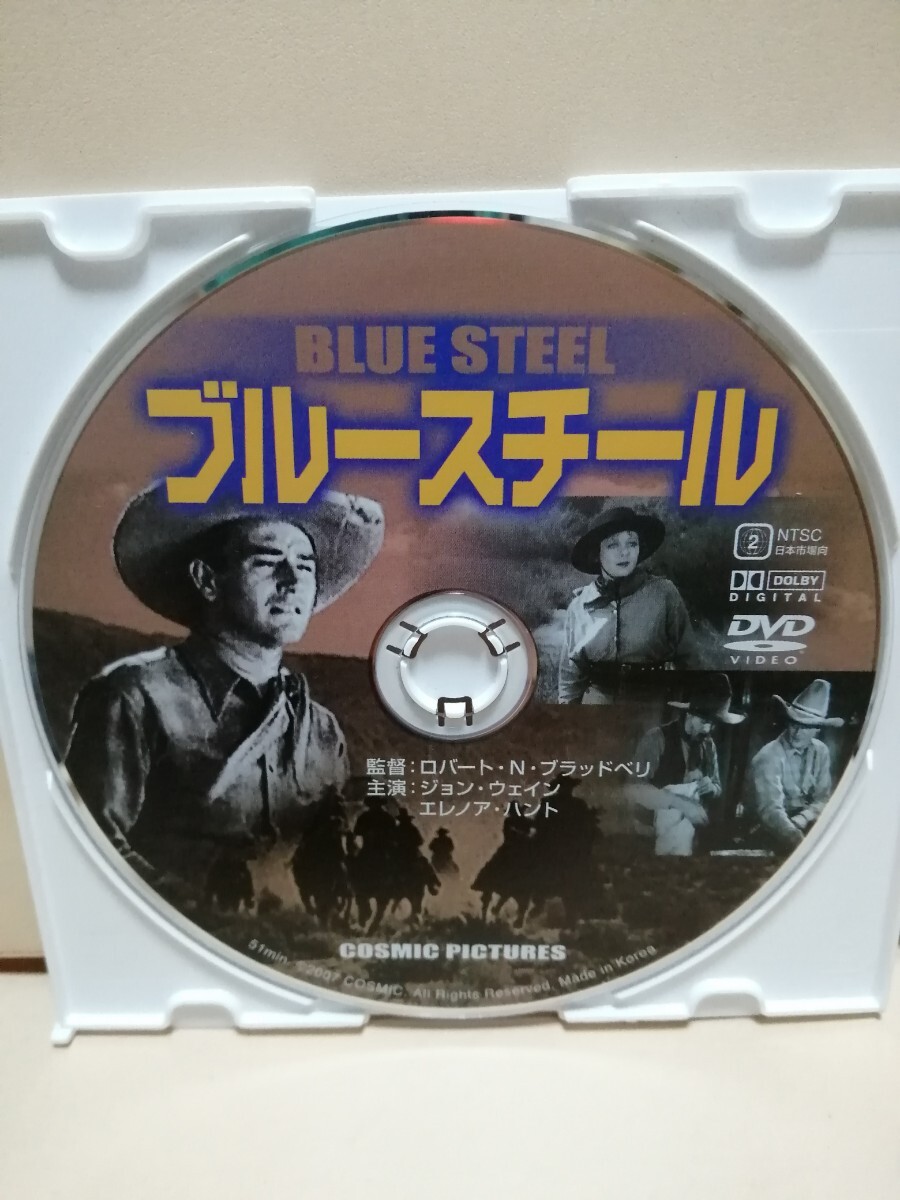 BLUE STEEL
ブルースチール
2 NTSC
日本市場向
DOLBY
DIGITAL
DVD
VIDEO
監督:ロバート・N・ブラッドベリ
主演:ジョン・ウェイン
エレノア・ハント
COSMIC PICTURES
51min. ©2007 COSMIC. All Rights Reserved. Made in Korea